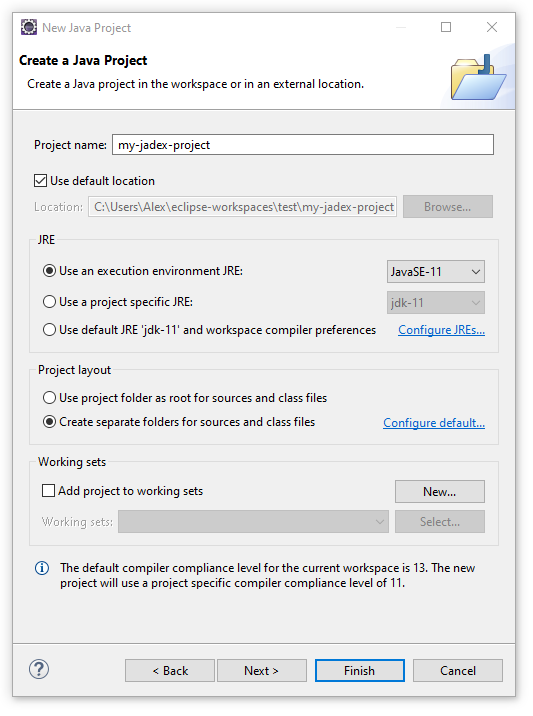 New Java Project
Create a Java Project
Create a Java project in the workspace or in an external location.
Project name: my-jadex-project
Use default location
Location: C:\Users\Alex\eclipse-workspaces\test\my-jadex-project Browse...
JRE
Use an execution environment JRE: JavaSE-11
Use a project specific JRE: jdk-11
Use default JRE 'jdk-11' and workspace compiler preferences Configure JREs...
Project layout
Use project folder as root for sources and class files
Create separate folders for sources and class files Configure default...
Working sets
Add project to working sets New...
Working sets: Select...
The default compiler compliance level for the current workspace is 13. The new
project will use a project specific compiler compliance level of 11.
? < Back Next > Finish Cancel